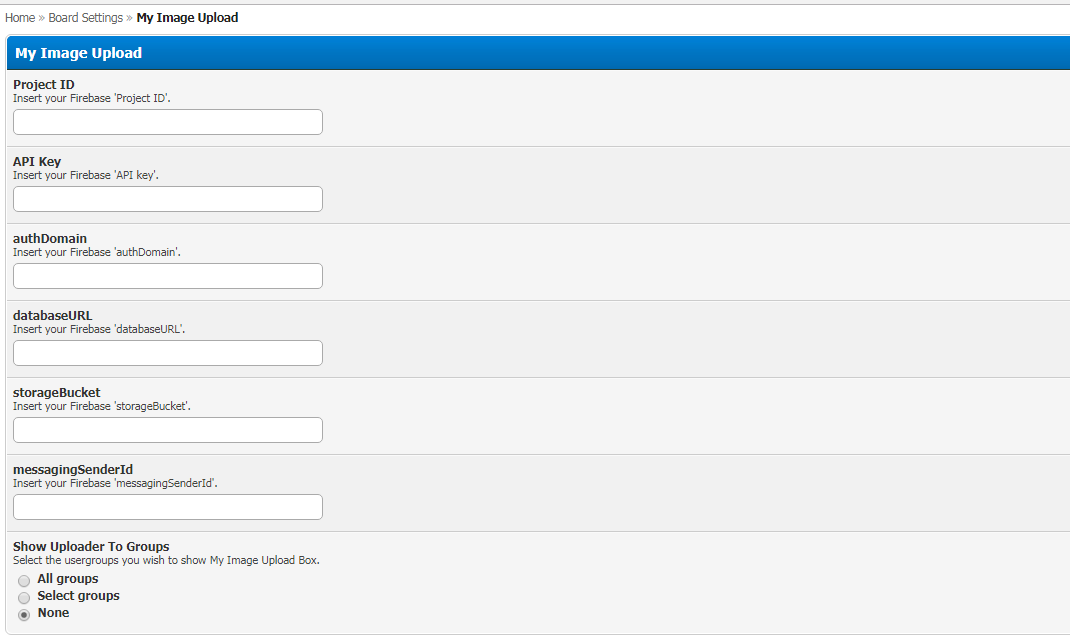 Home » Board Settings » My Image Upload
My Image Upload
Project ID
Insert your Firebase 'Project ID'.
API Key
Insert your Firebase 'API key'.
authDomain
Insert your Firebase 'authDomain'.
databaseURL
Insert your Firebase 'databaseURL'.
storageBucket
Insert your Firebase 'storageBucket'.
messagingSenderId
Insert your Firebase 'messagingSenderId'.
Show Uploader To Groups
Select the usergroups you wish to show My Image Upload Box.
All groups
Select groups
None